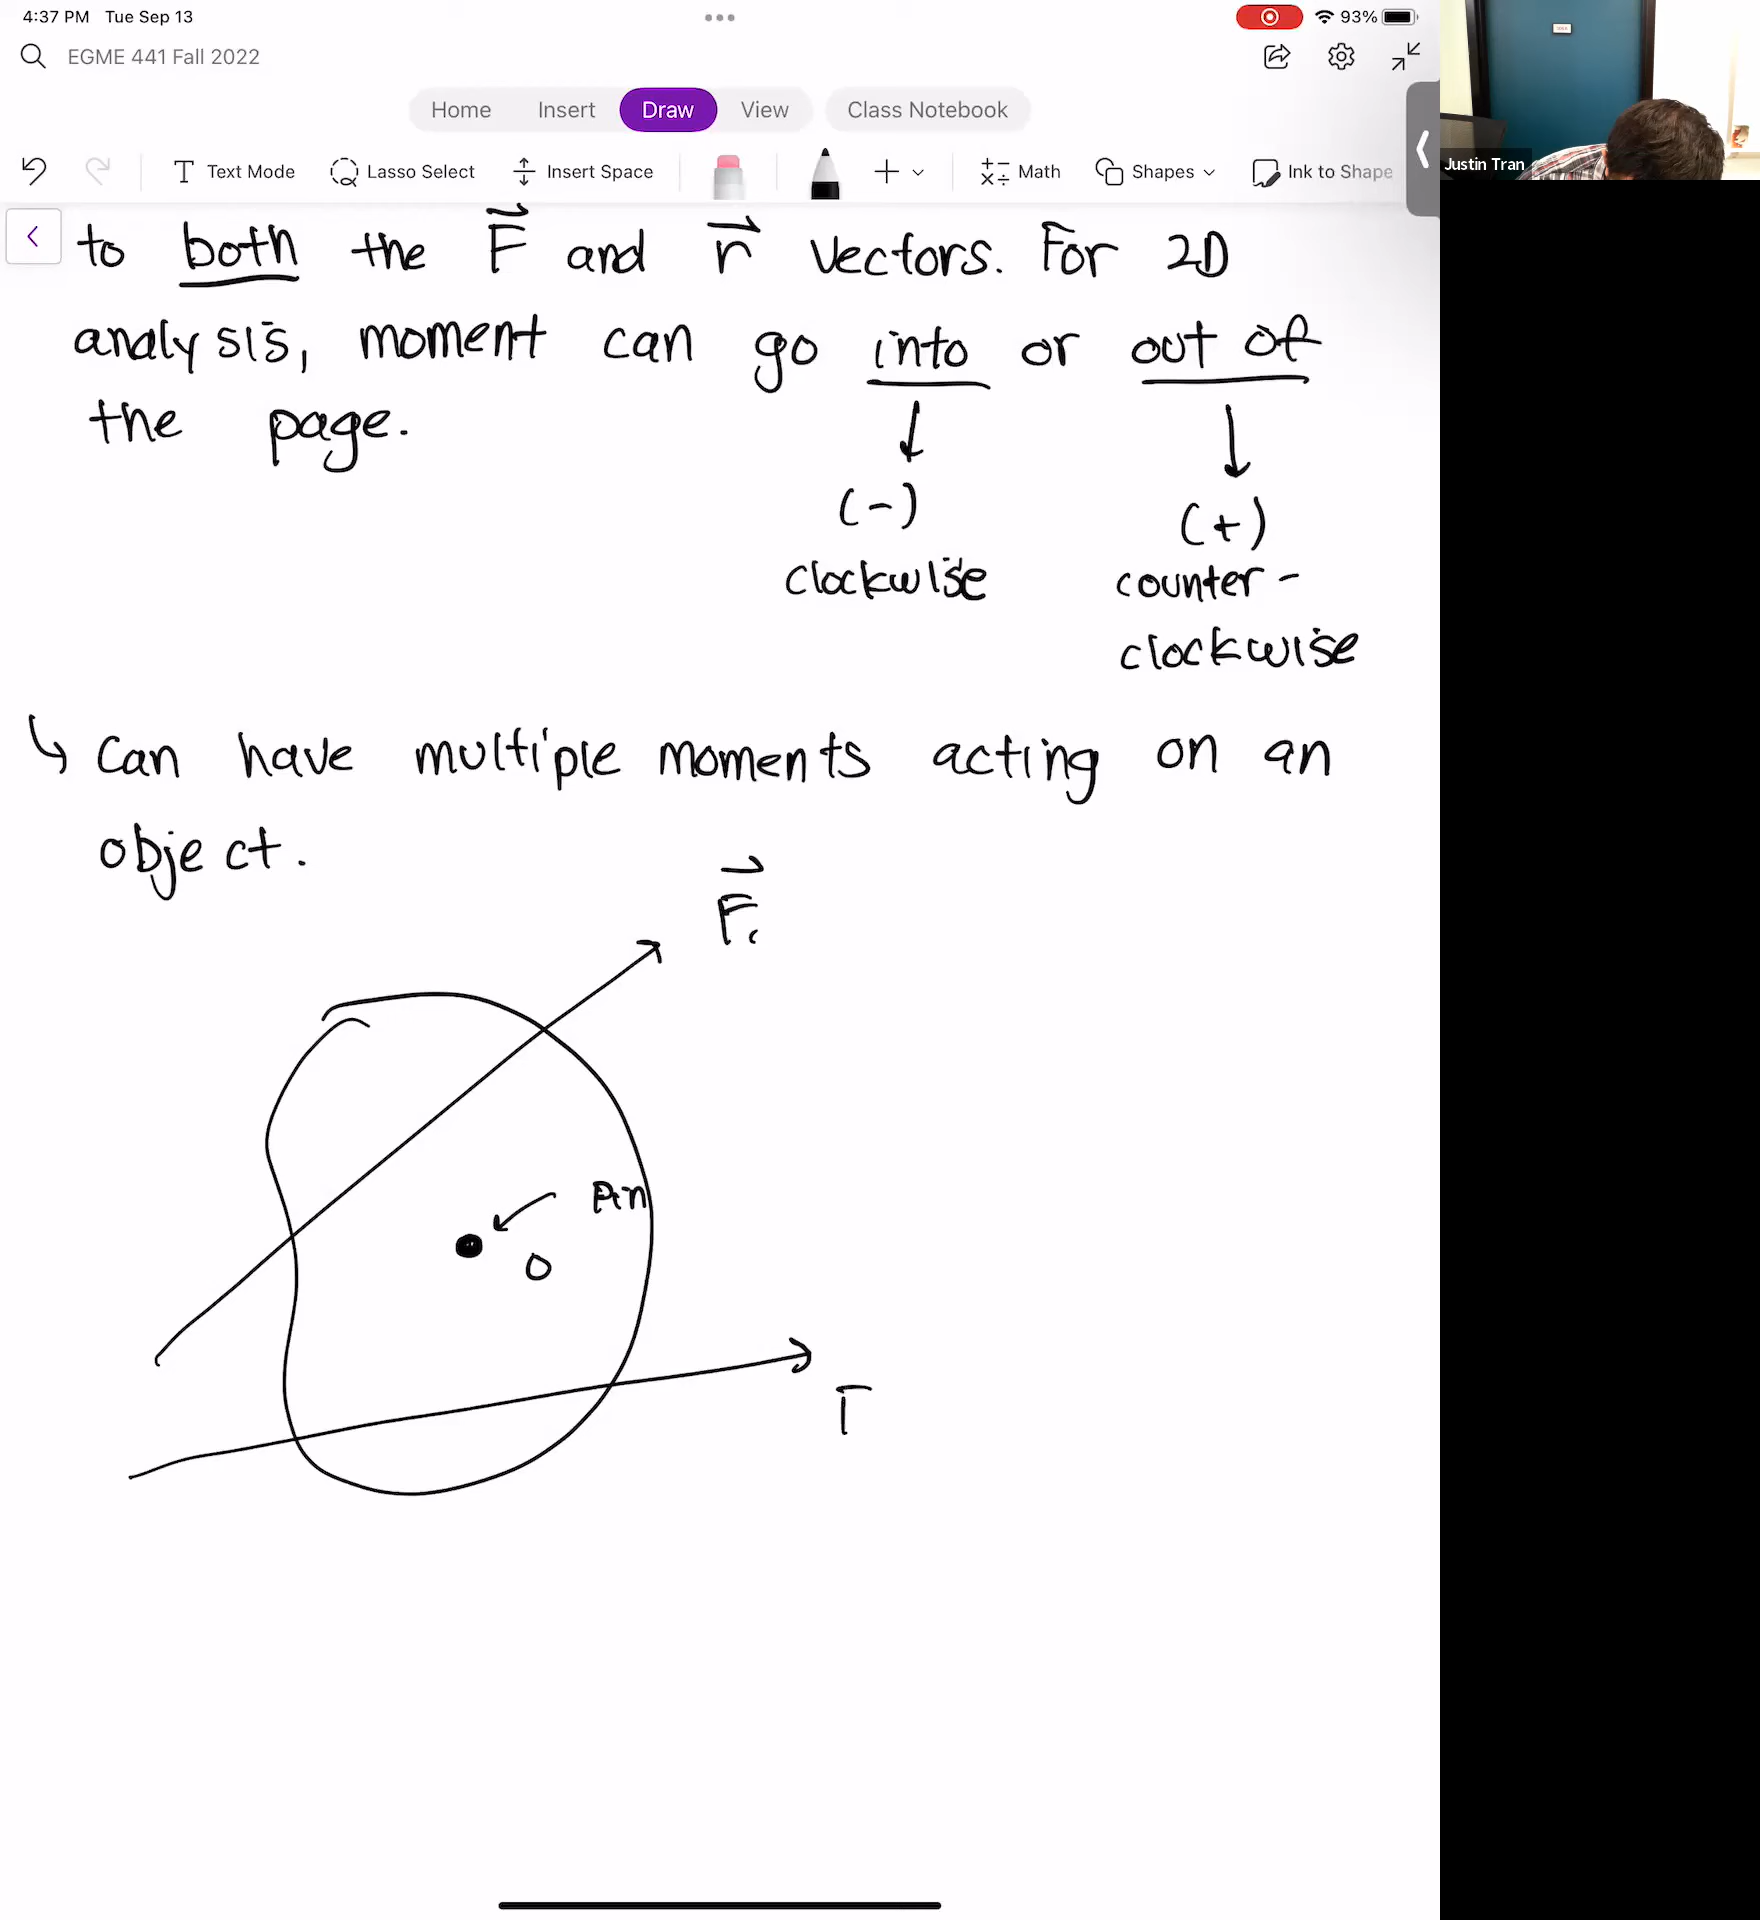 4:37 PM Tue Sep 13
93%
EGME 441 Fall 2022
Home Insert Draw View Class Notebook
Text Mode Lasso Select Insert Space Math Shapes Ink to Shape
Justin Tran
to both the F⃗ and r⃗ vectors. For 2D
analysis, moment can go into or out of
the page.
(-) (+)
clockwise counter-
clockwise
↳ Can have multiple moments acting on an
object.
F⃗
Pin
O